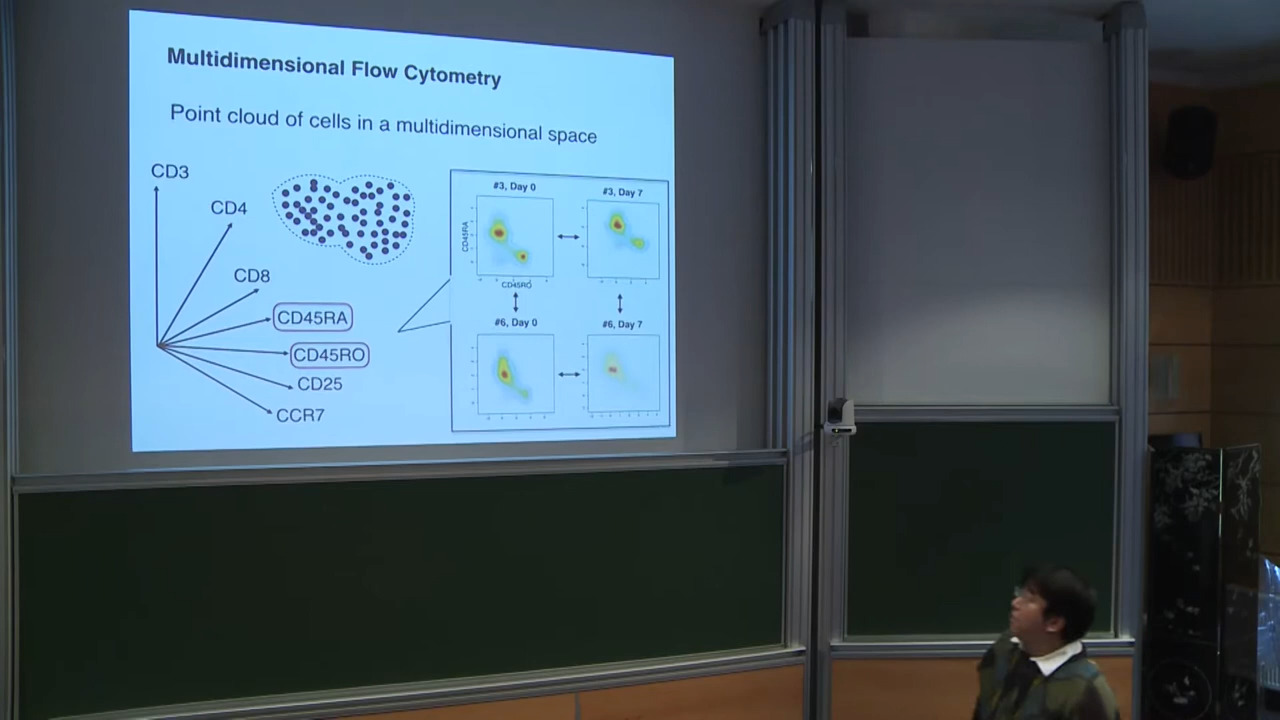 Multidimensional Flow Cytometry
Point cloud of cells in a multidimensional space
CD3
CD4
CD8
CD45RA
CD45RO
CD25
CCR7
#3, Day 0
#3, Day 7
CD45RA
CD45RO
#6, Day 0
#6, Day 7